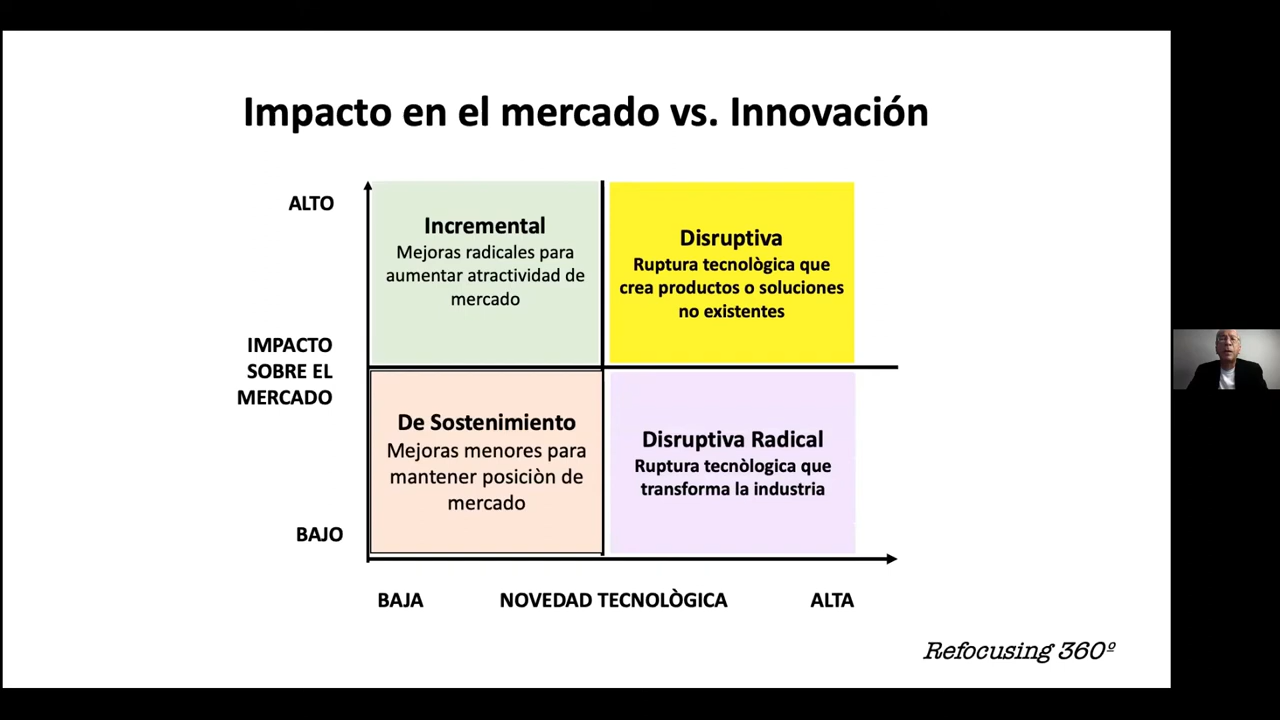 Impacto en el mercado vs. Innovación
ALTO
Incremental
Mejoras radicales para
aumentar atractividad de
mercado
Disruptiva
Ruptura tecnològica que
crea productos o soluciones
no existentes
IMPACTO
SOBRE EL
MERCADO
De Sostenimiento
Mejoras menores para
mantener posiciòn de
mercado
Disruptiva Radical
Ruptura tecnòlogica que
transforma la industria
BAJO
BAJA
NOVEDAD TECNOLÒGICA
ALTA
Refocusing 360º